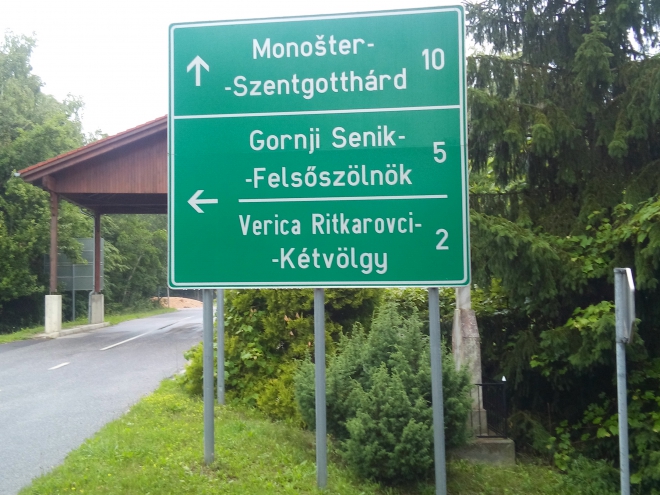 Monošter-
-Szentgotthárd 10
Gornji Senik-
-Felsőszölnök 5
Verica Ritkarovci-
-Kétvölgy 2